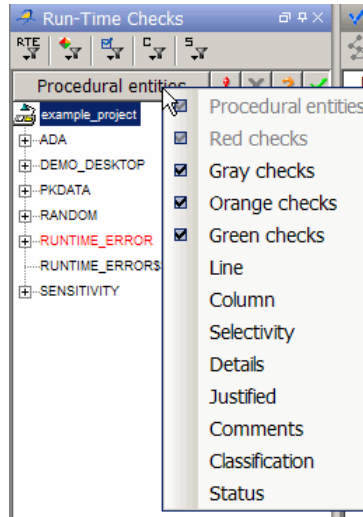 Run-Time Checks
RTE
C
5
Procedural entities
example_project
ADA
DEMO_DESKTOP
PKDATA
RANDOM
RUNTIME_ERROR
RUNTIME_ERROR$
SENSITIVITY
Procedural entities
Red checks
Gray checks
Orange checks
Green checks
Line
Column
Selectivity
Details
Justified
Comments
Classification
Status